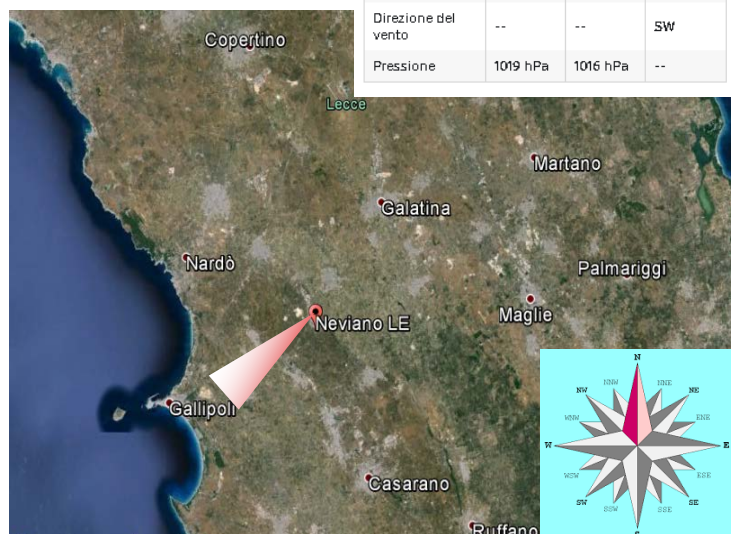 Direzione del
vento
--
--
SW
Pressione
1019 hPa
1016 hPa
--
Copertino
Lecce
Martano
Galatina
Nardò
Palmariggi
Neviano LE
Maglie
Gallipoli
Casarano
Ruffano
N
NNW
NNE
NW
NE
WNW
ENE
W
E
WSW
ESE
SW
SE
SSW
SSE
S